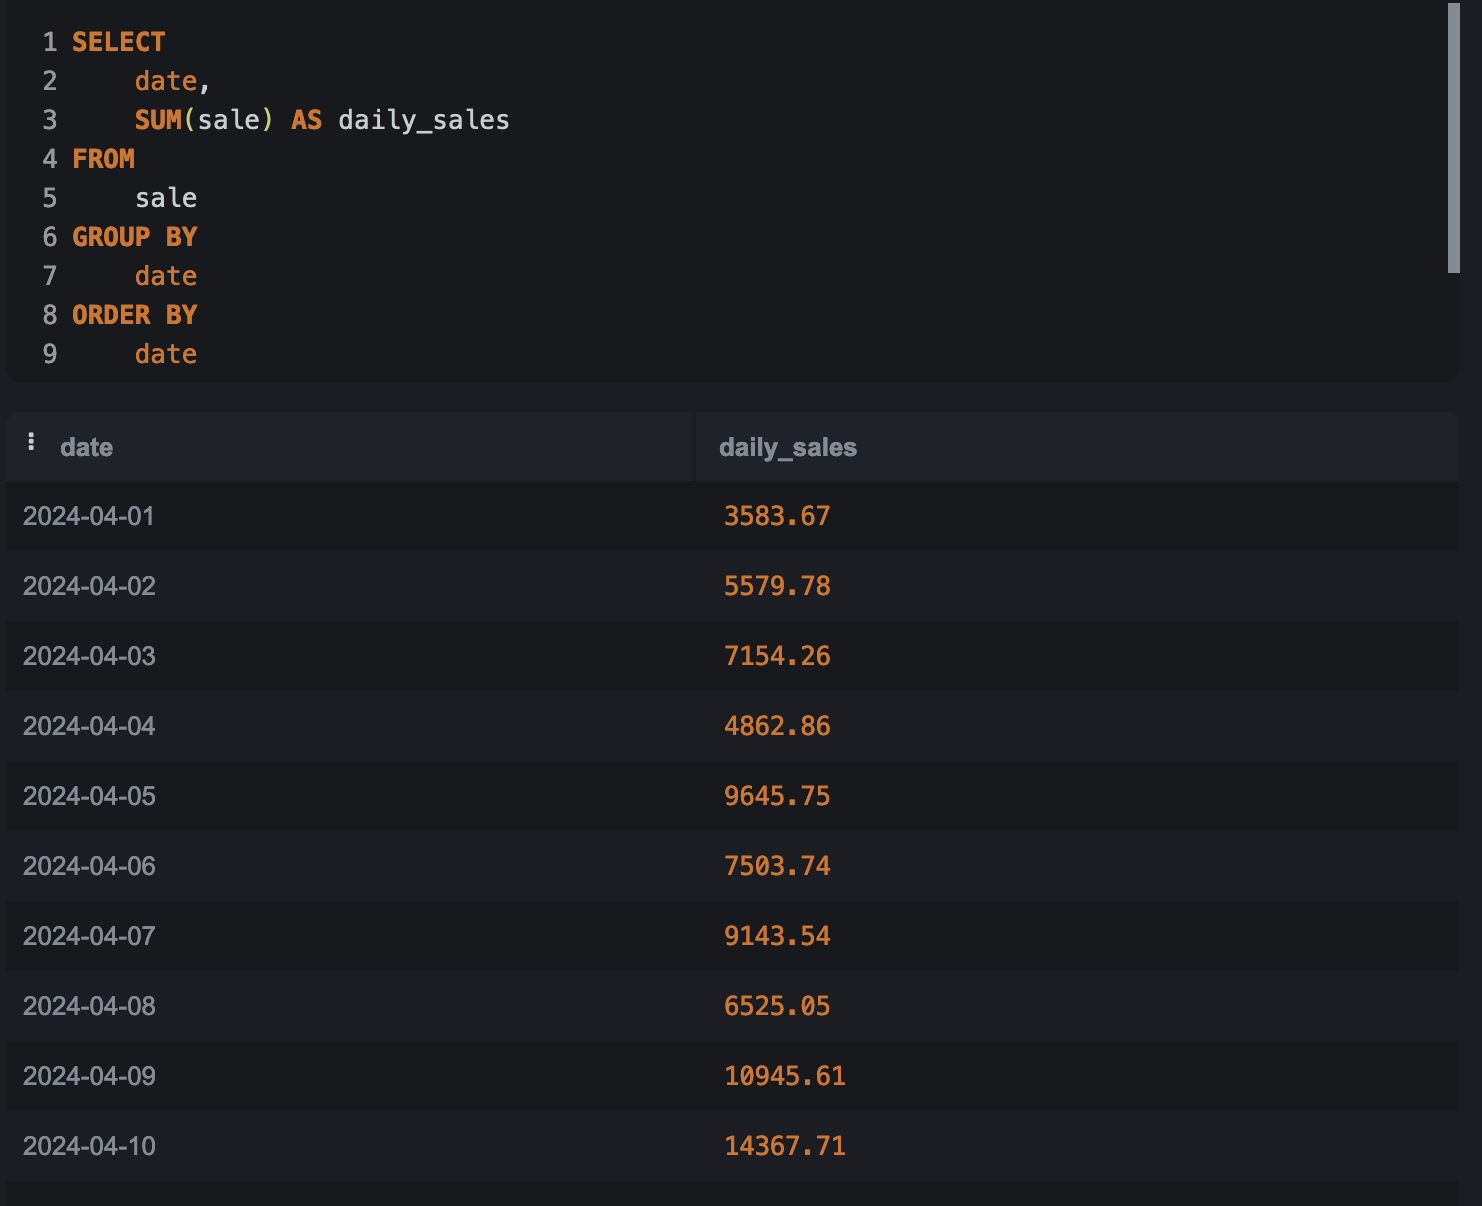 1 SELECT
2     date,
3     SUM(sale) AS daily_sales
4 FROM
5     sale
6 GROUP BY
7     date
8 ORDER BY
9     date
date daily_sales
2024-04-01 3583.67
2024-04-02 5579.78
2024-04-03 7154.26
2024-04-04 4862.86
2024-04-05 9645.75
2024-04-06 7503.74
2024-04-07 9143.54
2024-04-08 6525.05
2024-04-09 10945.61
2024-04-10 14367.71